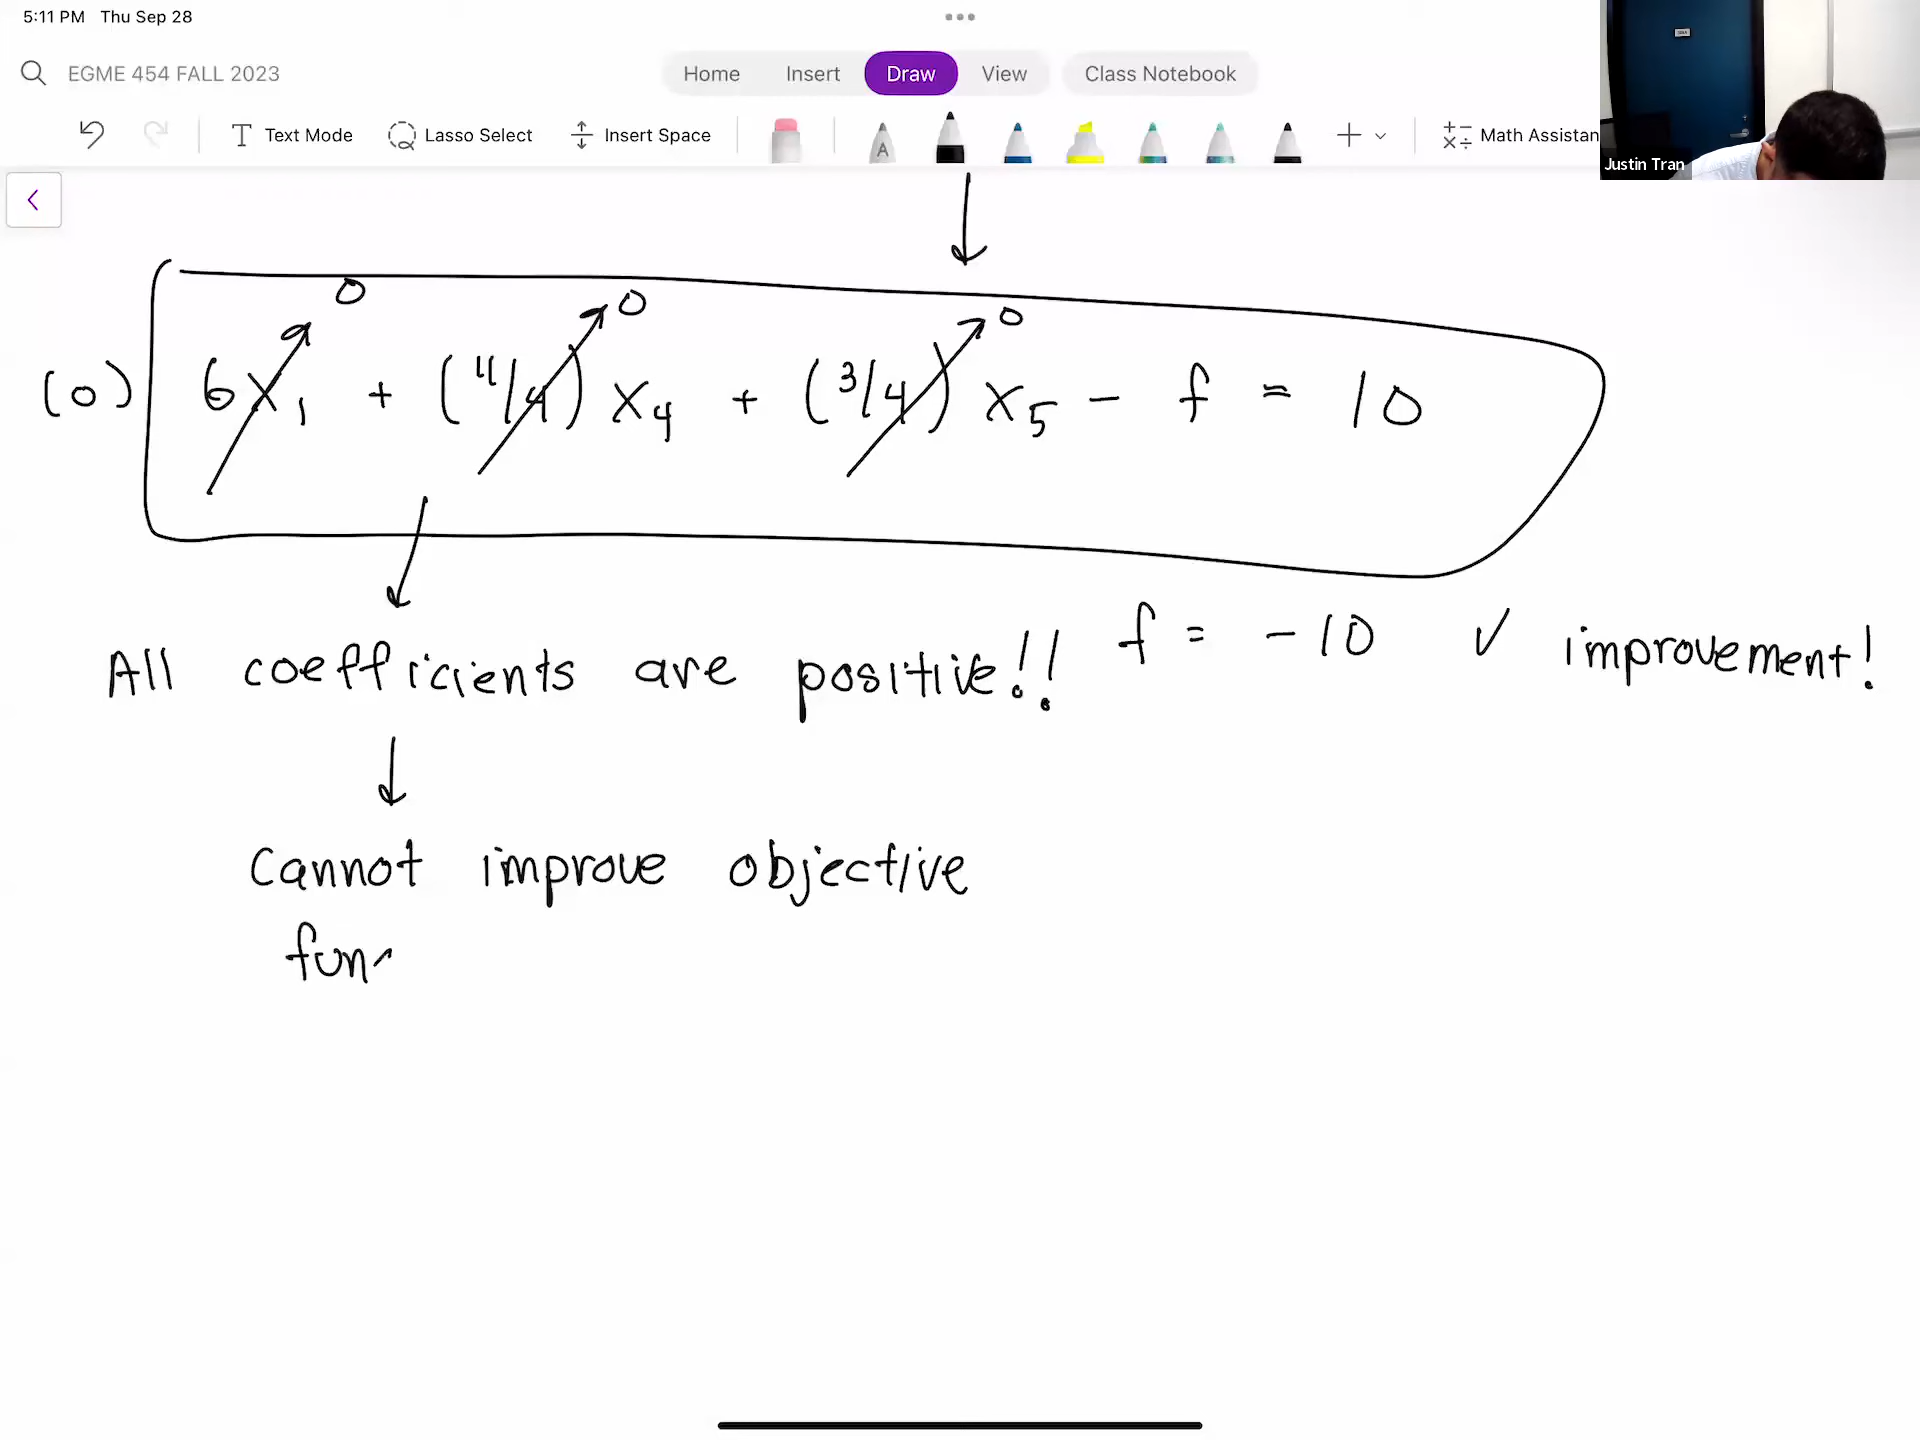 5:11 PM Thu Sep 28
EGME 454 FALL 2023
Home Insert Draw View Class Notebook
Text Mode Lasso Select Insert Space Math Assistan
Justin Tran
0 0 0
(0) 6x₁ + (11/4) x₄ + (3/4) x₅ - f = 10
All coefficients are positive!! f = -10 ✓ improvement!
cannot improve objective
fun